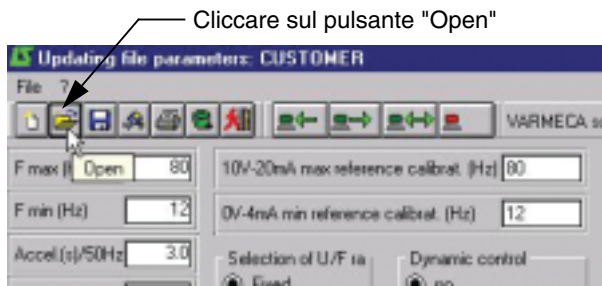 Cliccare sul pulsante "Open"
Updating file parameters: CUSTOMER
File ?
VARMECA
F max
Open
80
10V-20mA max reference calibrat. (Hz) 80
F min (Hz) 12
0V-4mA min reference calibrat. (Hz) 12
Accel.(s)/50Hz 3.0
Selection of U/F ra
Dynamic control
Fixed
no